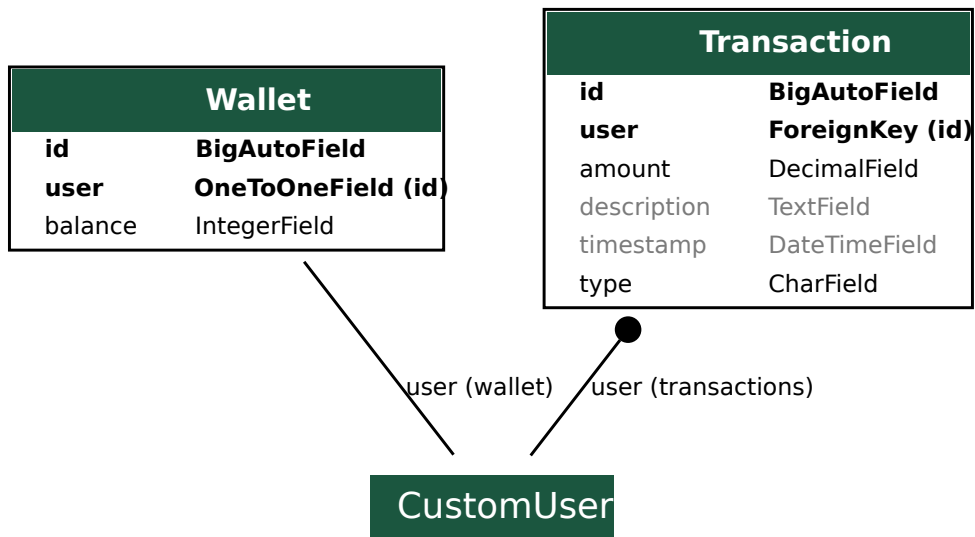 Wallet
id BigAutoField
user OneToOneField (id)
balance IntegerField
Transaction
id BigAutoField
user ForeignKey (id)
amount DecimalField
description TextField
timestamp DateTimeField
type CharField
user (wallet)
user (transactions)
CustomUser